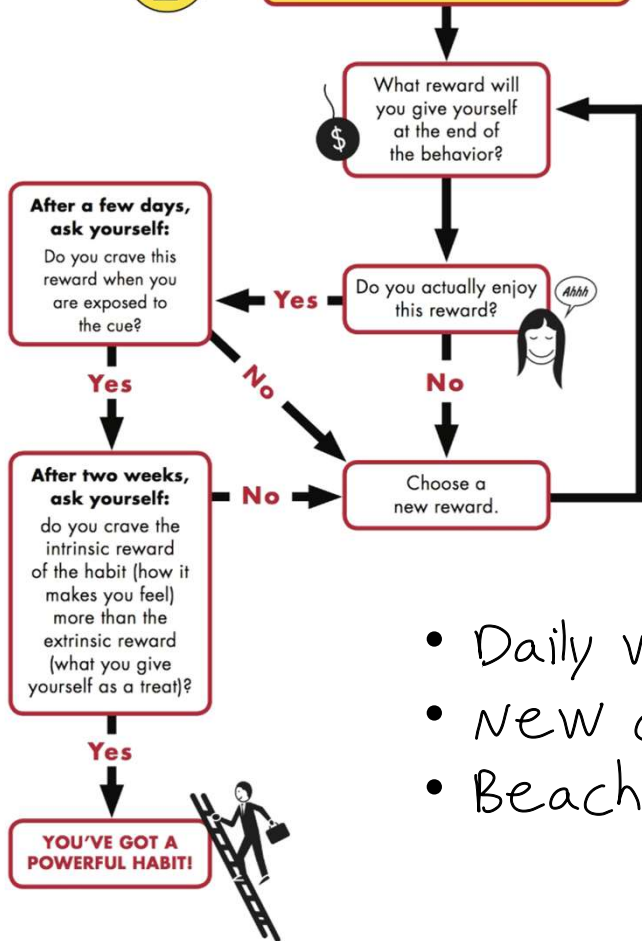 What reward will
you give yourself
at the end of
the behavior?
$
After a few days,
ask yourself:
Do you crave this
reward when you
are exposed to
the cue?
Yes
Do you actually enjoy
this reward?
Ahhh
Yes
No
No
After two weeks,
ask yourself:
do you crave the
intrinsic reward
of the habit (how it
makes you feel)
more than the
extrinsic reward
(what you give
yourself as a treat)?
No
Choose a
new reward.
Yes
YOU'VE GOT A
POWERFUL HABIT!
• Daily
• New
• Beach